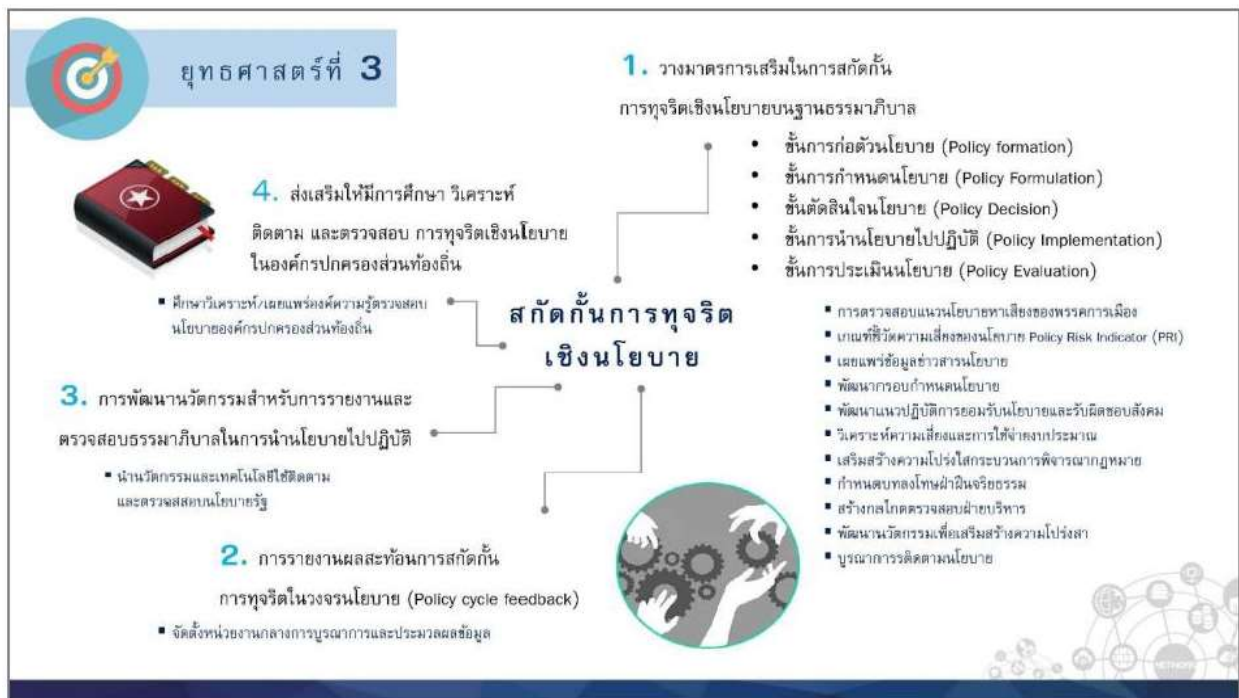 ยุทธศาสตร์ที่ 3
1. วางมาตรการเสริมในการสกัดกั้น
การทุจริตเชิงนโยบายบนฐานธรรมาภิบาล
• ขั้นการก่อตัวนโยบาย (Policy formation)
• ขั้นการกำหนดนโยบาย (Policy Formulation)
• ขั้นตัดสินใจนโยบาย (Policy Decision)
• ขั้นการนำนโยบายไปปฏิบัติ (Policy Implementation)
• ขั้นการประเมินนโยบาย (Policy Evaluation)
▪ การตรวจสอบแนวนโยบายหาเสียงของพรรคการเมือง
▪ เกณฑ์ชี้วัดความเสี่ยงของนโยบาย Policy Risk Indicator (PRI)
▪ เผยแพร่ข้อมูลข่าวสารนโยบาย
▪ พัฒนากรอบกำหนดนโยบาย
▪ พัฒนาแนวปฏิบัติการยอมรับนโยบายและรับผิดชอบสังคม
▪ วิเคราะห์ความเสี่ยงและการใช้จ่ายงบประมาณ
▪ เสริมสร้างความโปร่งใสกระบวนการพิจารณากฎหมาย
▪ กำหนดบทลงโทษฝ่าฝืนจริยธรรม
▪ สร้างกลไกตรวจสอบฝ่ายบริหาร
▪ พัฒนานวัตกรรมเพื่อเสริมสร้างความโปร่งสา
▪ บูรณาการรติดตามนโยบาย
4. ส่งเสริมให้มีการศึกษา วิเคราะห์
ติดตาม และตรวจสอบ การทุจริตเชิงนโยบาย
ในองค์กรปกครองส่วนท้องถิ่น
▪ ศึกษาวิเคราะห์/เผยแพร่องค์ความรู้ตรวจสอบ
นโยบายองค์กรปกครองส่วนท้องถิ่น
สกัดกั้นการทุจริต
เชิงนโยบาย
3. การพัฒนานวัตกรรมสำหรับการรายงานและ
ตรวจสอบธรรมาภิบาลในการนำนโยบายไปปฏิบัติ
▪ นำนวัตกรรมและเทคโนโลยีใช้ติดตาม
และตรวจสสอบนโยบายรัฐ
2. การรายงานผลสะท้อนการสกัดกั้น
การทุจริตในวงจรนโยบาย (Policy cycle feedback)
▪ จัดตั้งหน่วยงานกลางการบูรณาการและประมวลผลข้อมูล
NETWORK